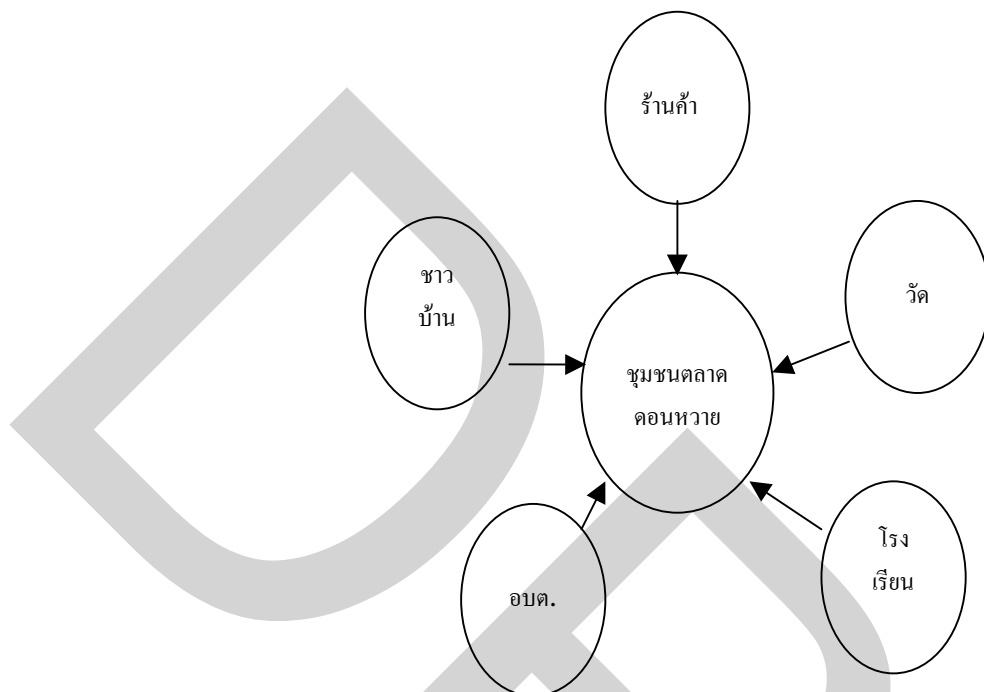 ร้านค้า
ชาว
บ้าน
วัด
ชุมชนตลาด
ดอนหวาย
โรง
เรียน
อบต.